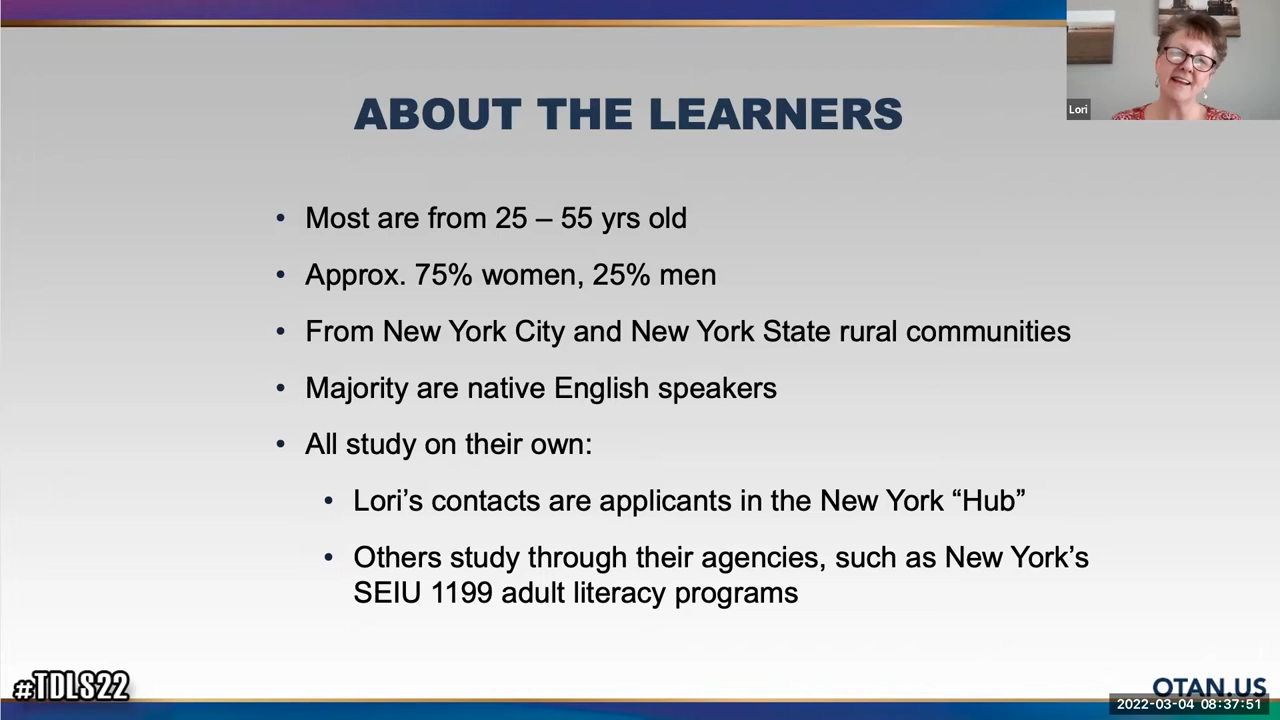 Lori
ABOUT THE LEARNERS
• Most are from 25 – 55 yrs old
• Approx. 75% women, 25% men
• From New York City and New York State rural communities
• Majority are native English speakers
• All study on their own:
• Lori’s contacts are applicants in the New York “Hub”
• Others study through their agencies, such as New York’s
SEIU 1199 adult literacy programs
#TDLS22
OTAN.US
2022-03-04 08:37:51